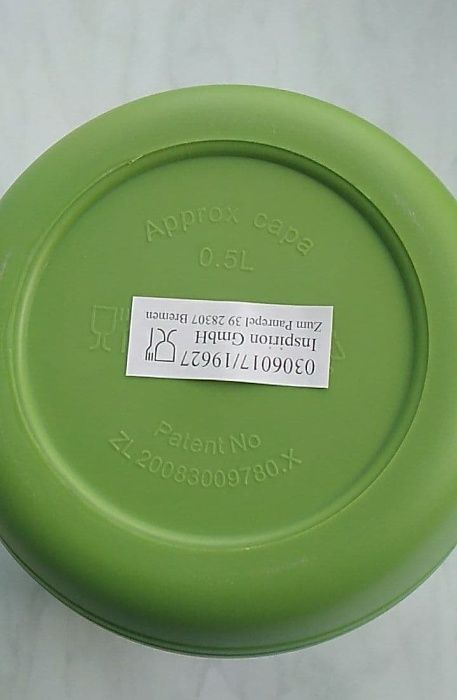 Approx capa
0.5L
0306017/19627
Inspirion GmbH
Zum Panrepel 39 28307 Bremen
Patent No
ZL 20083009780.X